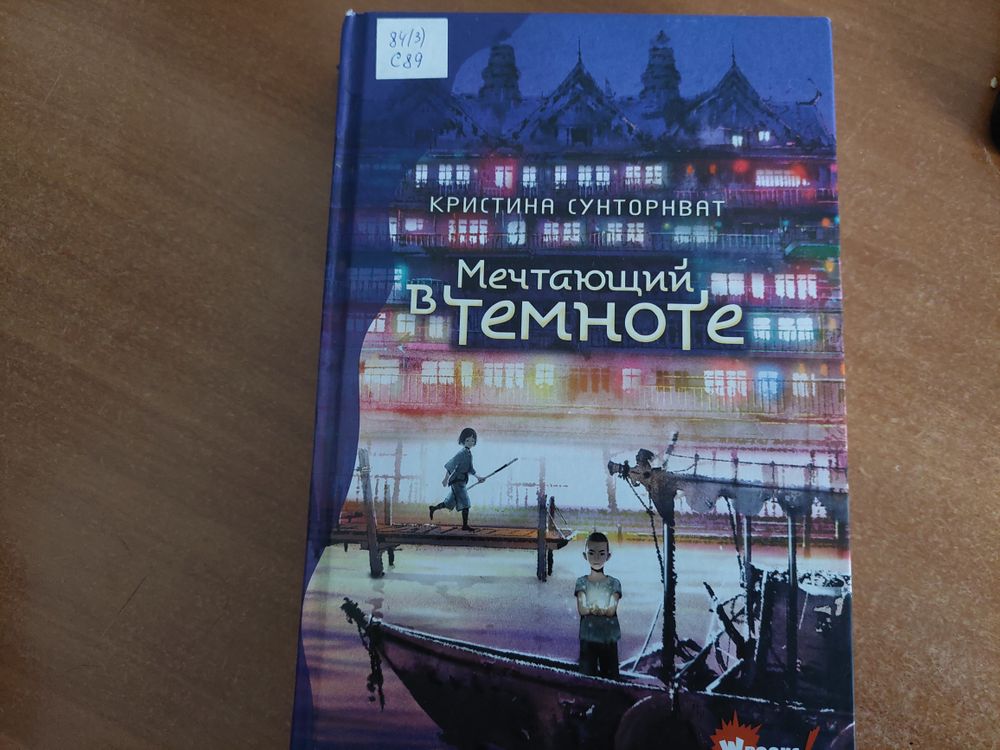 84(3)
С89
КРИСТИНА СУНТОРНВАТ
Мечтающий
в темноте